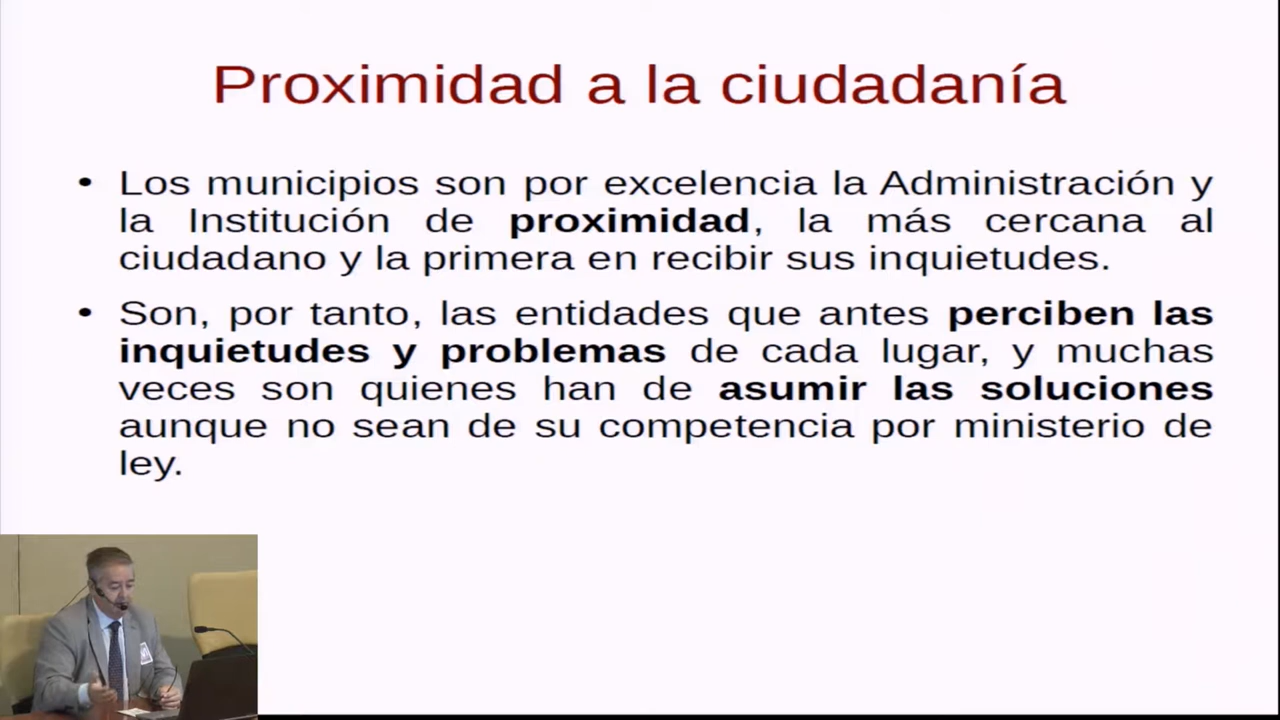 Proximidad a la ciudadanía
• Los municipios son por excelencia la Administración y
la Institución de proximidad, la más cercana al
ciudadano y la primera en recibir sus inquietudes.
• Son, por tanto, las entidades que antes perciben las
inquietudes y problemas de cada lugar, y muchas
veces son quienes han de asumir las soluciones
aunque no sean de su competencia por ministerio de
ley.